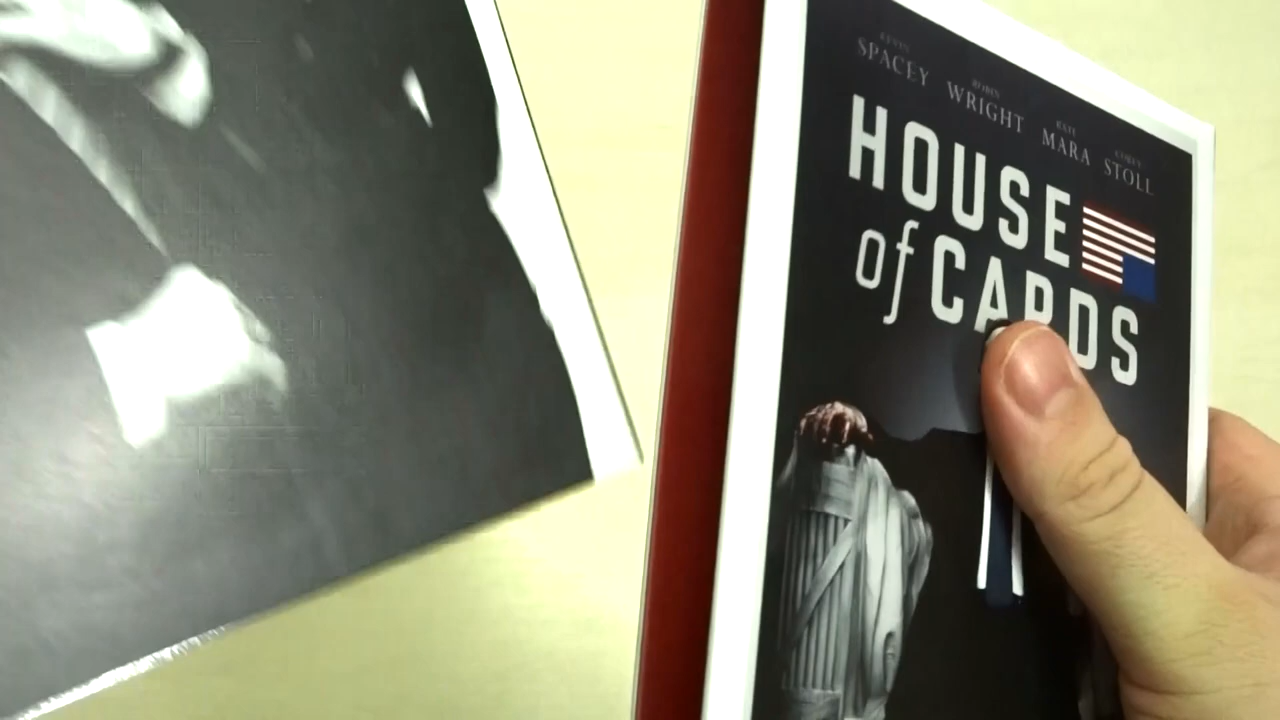 KEVIN ROBIN KATE COREY
SPACEY WRIGHT MARA STOLL
HOUSE
of CARDS